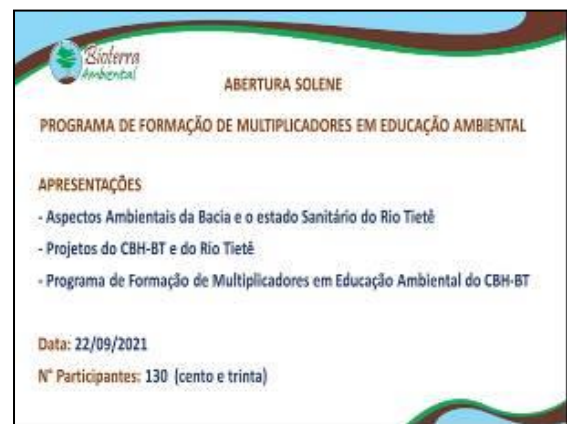 Bioterra
Ambiental
ABERTURA SOLENE
PROGRAMA DE FORMAÇÃO DE MULTIPLICADORES EM EDUCAÇÃO AMBIENTAL
APRESENTAÇÕES
- Aspectos Ambientais da Bacia e o estado Sanitário do Rio Tietê
- Projetos do CBH-BT e do Rio Tietê
- Programa de Formação de Multiplicadores em Educação Ambiental do CBH-BT
Data: 22/09/2021
N° Participantes: 130 (cento e trinta)